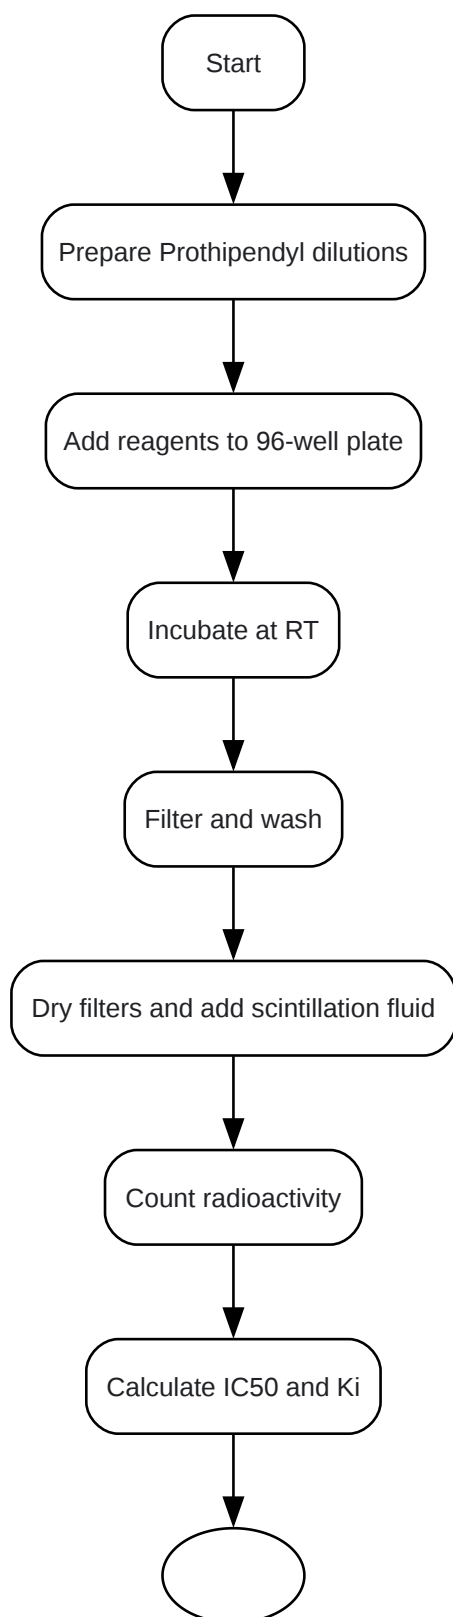 Start
Prepare Prothipendyl dilutions
Add reagents to 96-well plate
Incubate at RT
Filter and wash
Dry filters and add scintillation fluid
Count radioactivity
Calculate IC50 and Ki